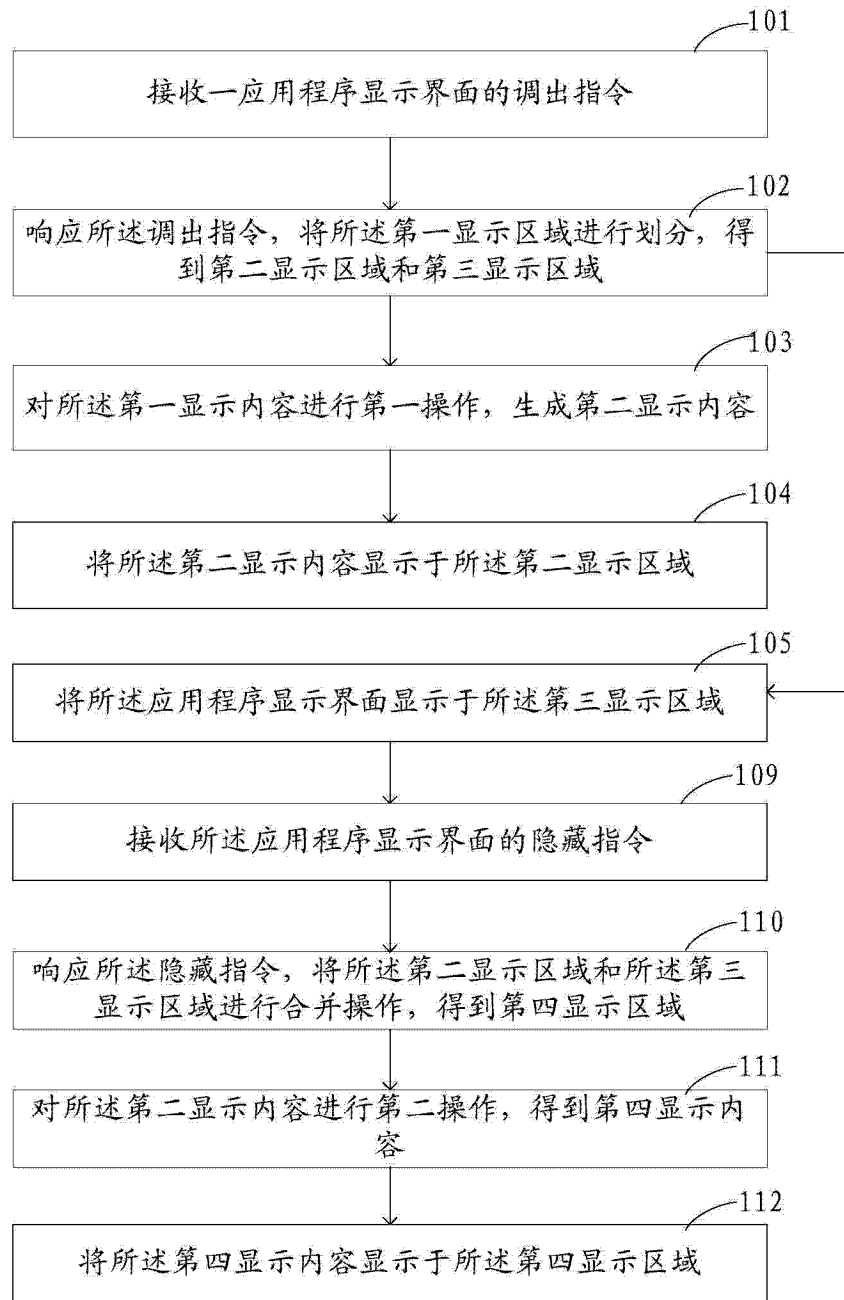 101
接收一应用程序显示界面的调出指令
102
响应所述调出指令，将所述第一显示区域进行划分，得
到第二显示区域和第三显示区域
103
对所述第一显示内容进行第一操作，生成第二显示内容
104
将所述第二显示内容显示于所述第二显示区域
105
将所述应用程序显示界面显示于所述第三显示区域
109
接收所述应用程序显示界面的隐藏指令
110
响应所述隐藏指令，将所述第二显示区域和所述第三
显示区域进行合并操作，得到第四显示区域
111
对所述第二显示内容进行第二操作，得到第四显示内
容
112
将所述第四显示内容显示于所述第四显示区域